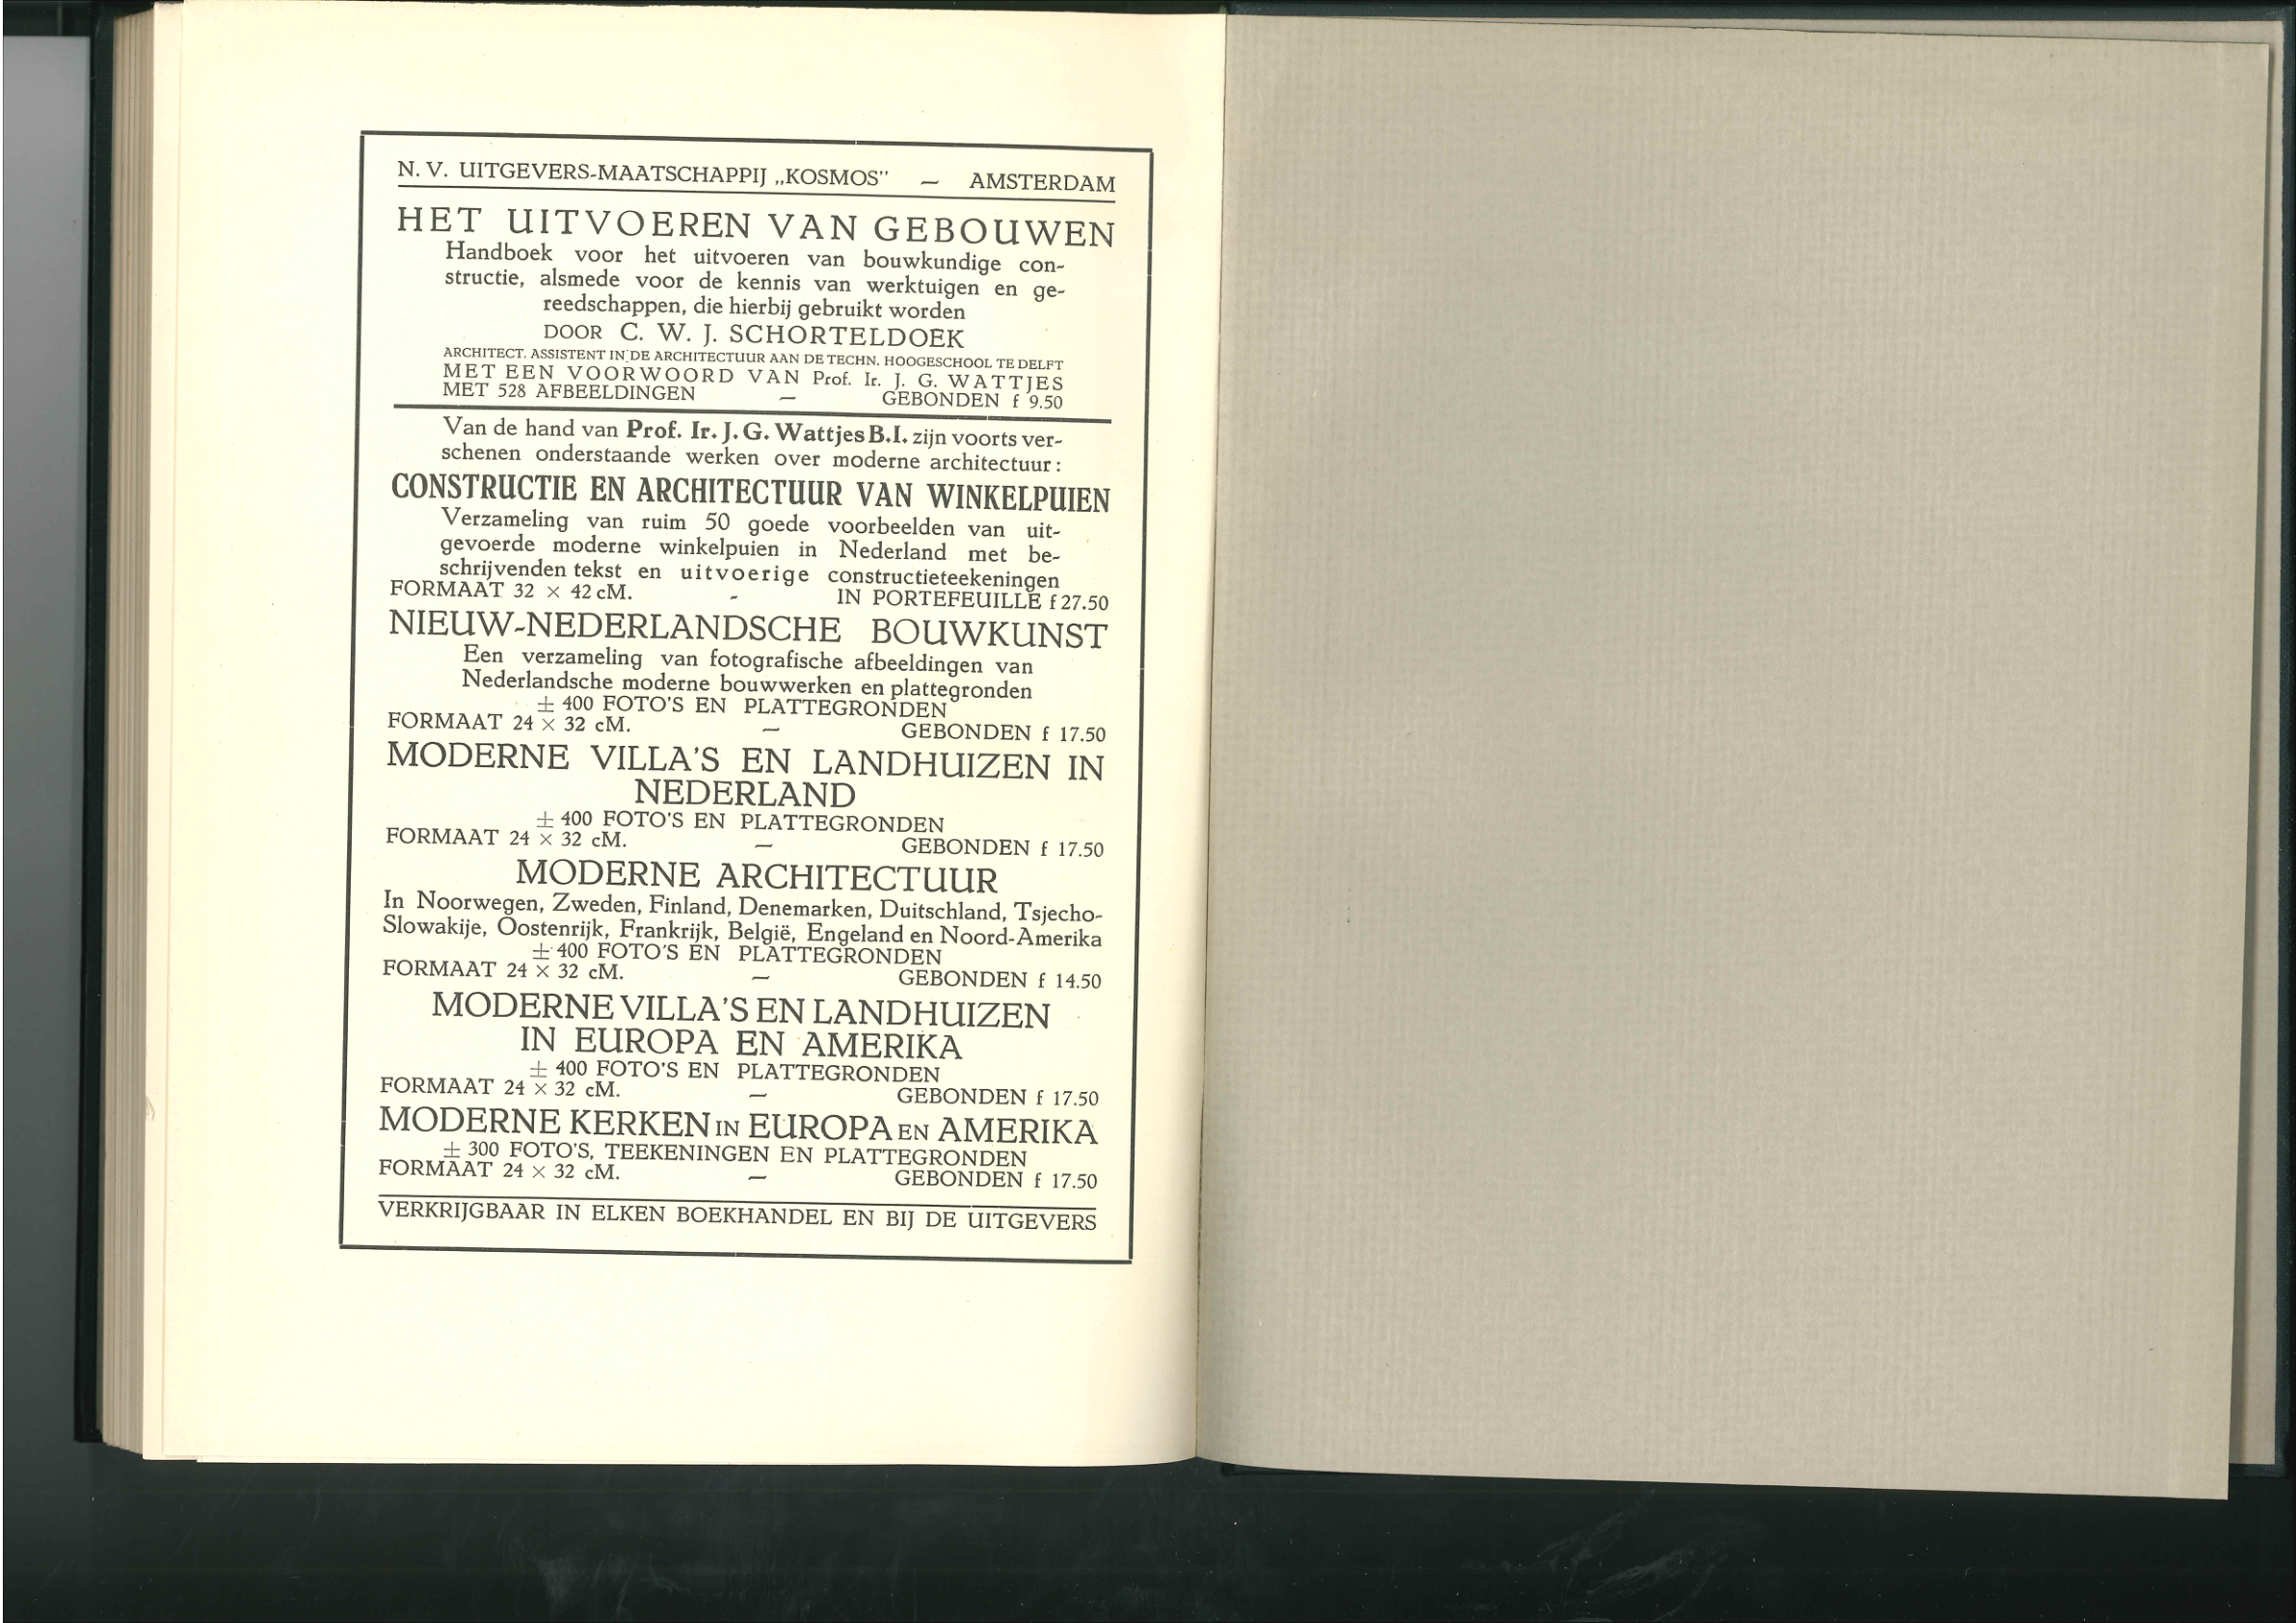 N. V. UITGEVERS-MAATSCHAPPIJ „KOSMOS” — AMSTERDAM
HET UITVOEREN VAN GEBOUWEN
Handboek voor het uitvoeren van bouwkundige con-
structie, alsmede voor de kennis van werktuigen en ge-
reedschappen, die hierbij gebruikt worden
DOOR C. W. J. SCHORTELDOEK
ARCHITECT. ASSISTENT IN DE ARCHITECTUUR AAN DE TECHN. HOOGESCHOOL TE DELFT
MET EEN VOORWOORD VAN Prof. Ir. J. G. WATTJES
MET 528 AFBEELDINGEN — GEBONDEN f 9.50
Van de hand van Prof. Ir. J. G. Wattjes B.I. zijn voorts ver-
schenen onderstaande werken over moderne architectuur:
CONSTRUCTIE EN ARCHITECTUUR VAN WINKELPUIEN
Verzameling van ruim 50 goede voorbeelden van uit-
gevoerde moderne winkelpuien in Nederland met be-
schrijvenden tekst en uitvoerige constructieteekeningen
FORMAAT 32 × 42 cM. - IN PORTEFEUILLE f 27.50
NIEUW-NEDERLANDSCHE BOUWKUNST
Een verzameling van fotografische afbeeldingen van
Nederlandsche moderne bouwwerken en plattegronden
± 400 FOTO'S EN PLATTEGRONDEN
FORMAAT 24 × 32 cM. — GEBONDEN f 17.50
MODERNE VILLA'S EN LANDHUIZEN IN
NEDERLAND
± 400 FOTO'S EN PLATTEGRONDEN
FORMAAT 24 × 32 cM. — GEBONDEN f 17.50
MODERNE ARCHITECTUUR
In Noorwegen, Zweden, Finland, Denemarken, Duitschland, Tsjecho-
Slowakije, Oostenrijk, Frankrijk, België, Engeland en Noord-Amerika
± 400 FOTO'S EN PLATTEGRONDEN
FORMAAT 24 × 32 cM. — GEBONDEN f 14.50
MODERNE VILLA'S EN LANDHUIZEN
IN EUROPA EN AMERIKA
± 400 FOTO'S EN PLATTEGRONDEN
FORMAAT 24 × 32 cM. — GEBONDEN f 17.50
MODERNE KERKEN IN EUROPA EN AMERIKA
± 300 FOTO'S, TEEKENINGEN EN PLATTEGRONDEN
FORMAAT 24 × 32 cM. — GEBONDEN f 17.50
VERKRIJGBAAR IN ELKEN BOEKHANDEL EN BIJ DE UITGEVERS